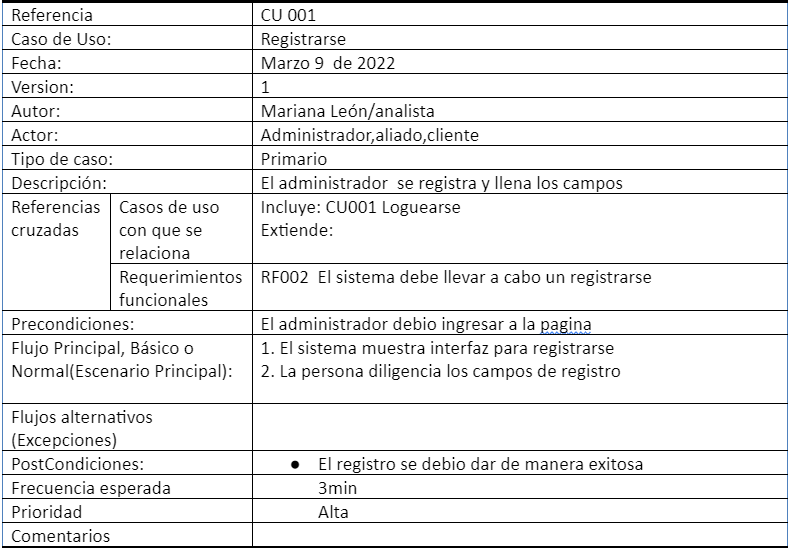 Referencia CU 001
Caso de Uso: Registrarse
Fecha: Marzo 9 de 2022
Version: 1
Autor: Mariana León/analista
Actor: Administrador,aliado,cliente
Tipo de caso: Primario
Descripción: El administrador se registra y llena los campos
Referencias
cruzadas
Casos de uso
con que se
relaciona
Incluye: CU001 Loguearse
Extiende:
Requerimientos
funcionales
RF002 El sistema debe llevar a cabo un registrarse
Precondiciones: El administrador debio ingresar a la pagina
Flujo Principal, Básico o
Normal(Escenario Principal):
1. El sistema muestra interfaz para registrarse
2. La persona diligencia los campos de registro
Flujos alternativos
(Excepciones)
PostCondiciones: ● El registro se debio dar de manera exitosa
Frecuencia esperada 3min
Prioridad Alta
Comentarios